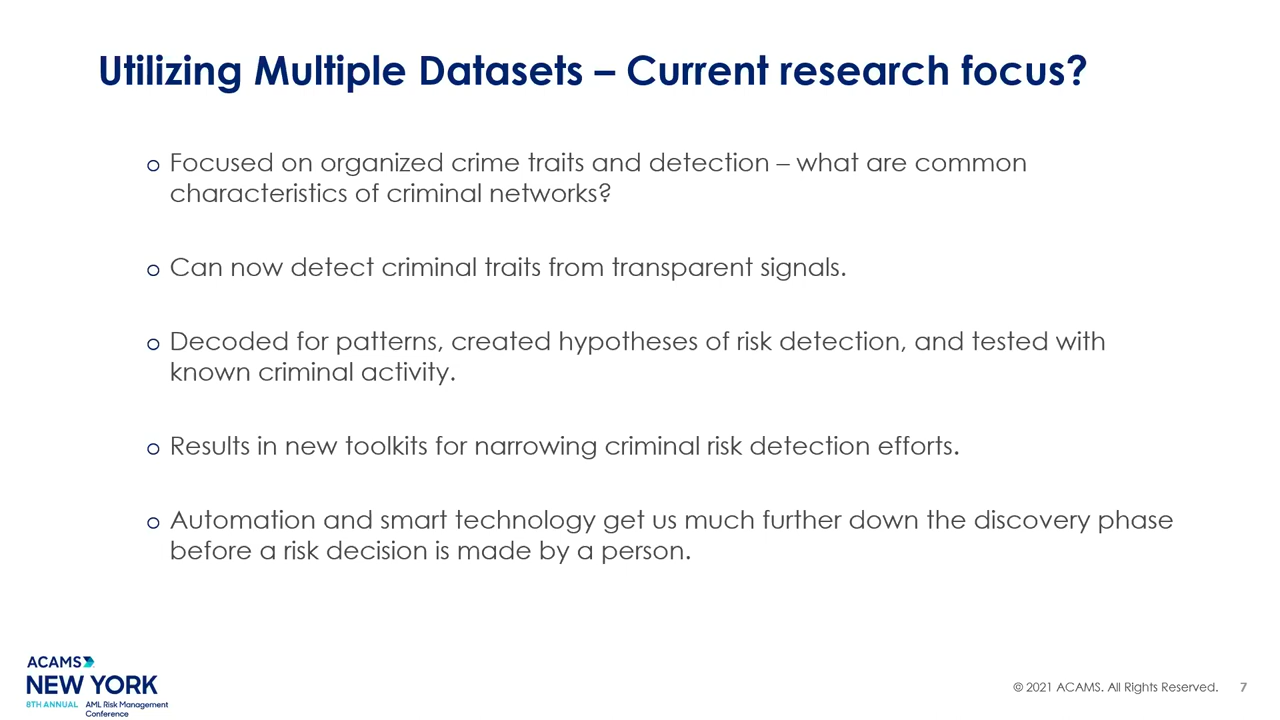 Utilizing Multiple Datasets – Current research focus?
o Focused on organized crime traits and detection – what are common
characteristics of criminal networks?
o Can now detect criminal traits from transparent signals.
o Decoded for patterns, created hypotheses of risk detection, and tested with
known criminal activity.
o Results in new toolkits for narrowing criminal risk detection efforts.
o Automation and smart technology get us much further down the discovery phase
before a risk decision is made by a person.
ACAMS
NEW YORK
8TH ANNUAL AML Risk Management
Conference
© 2021 ACAMS. All Rights Reserved. 7